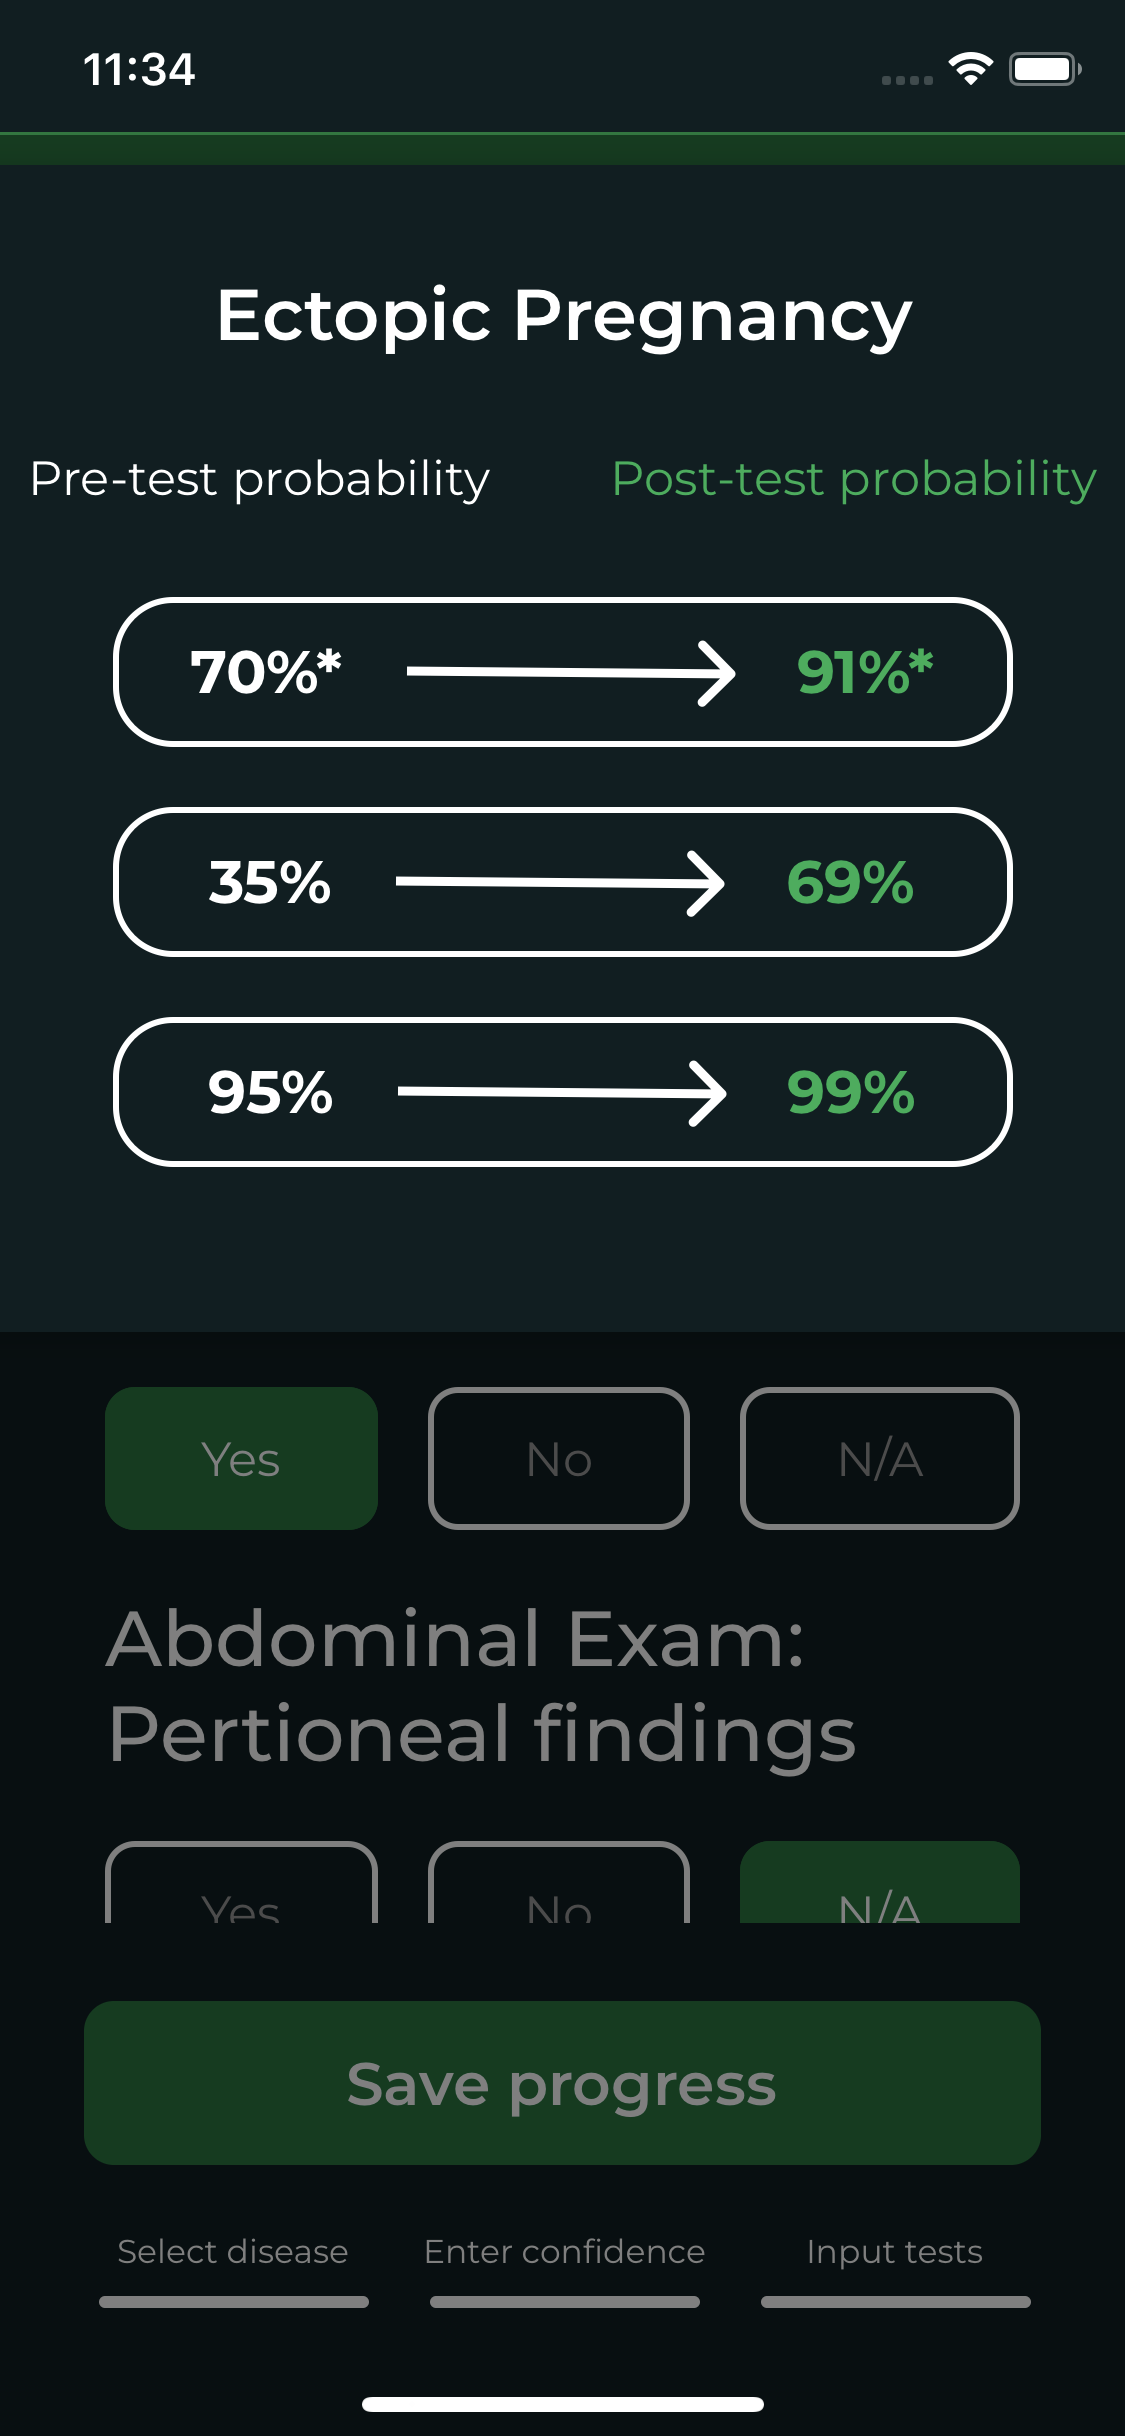 11:34
Ectopic Pregnancy
Pre-test probability Post-test probability
70%* 91%*
35% 69%
95% 99%
Yes No N/A
Abdominal Exam:
Pertioneal findings
Yes No N/A
Save progress
Select disease Enter confidence Input tests